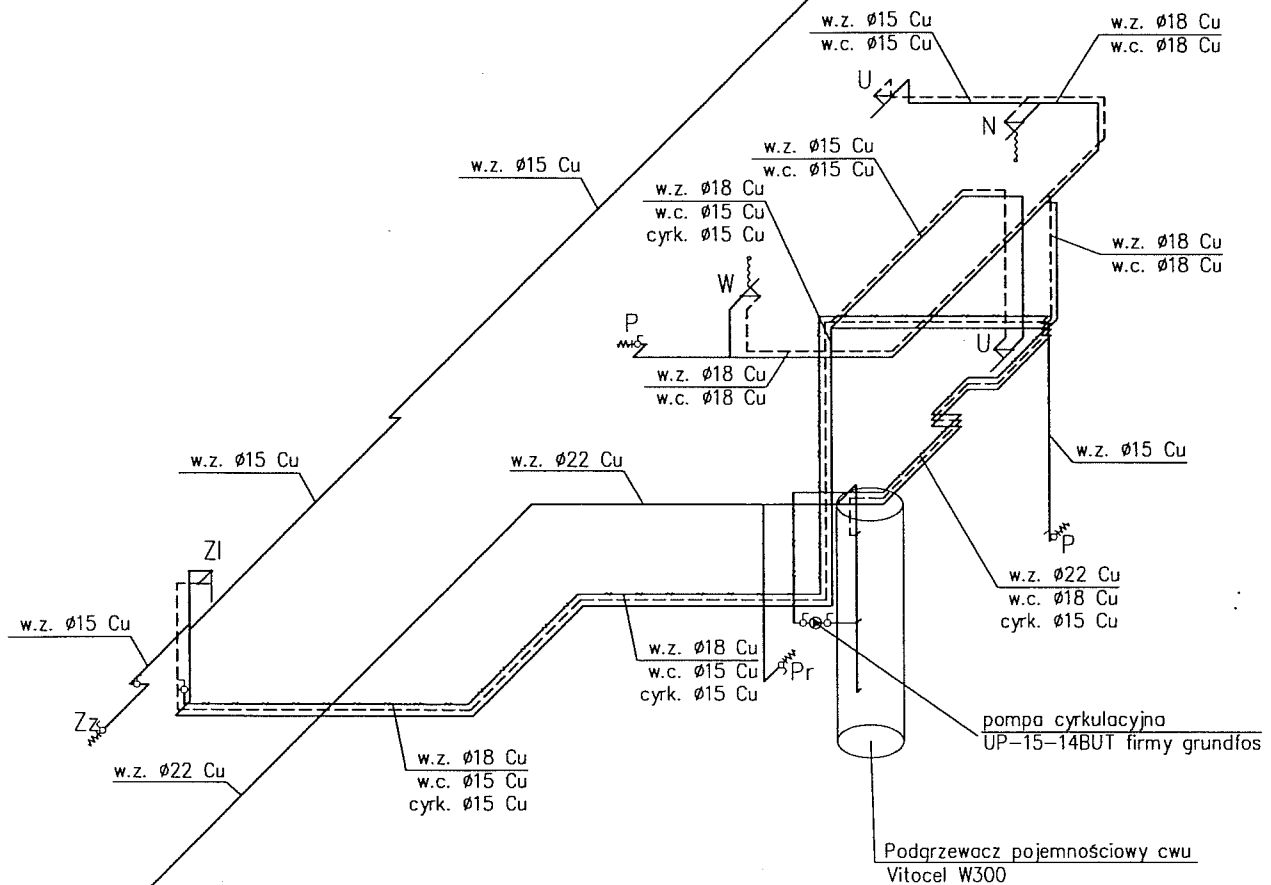 w.z. ø15 Cu
w.c. ø15 Cu
w.z. ø18 Cu
w.c. ø18 Cu
U
N
w.z. ø15 Cu
w.z. ø15 Cu
w.c. ø15 Cu
w.z. ø18 Cu
w.c. ø15 Cu
cyrk. ø15 Cu
w.z. ø18 Cu
w.c. ø18 Cu
W
P
U
w.z. ø18 Cu
w.c. ø18 Cu
w.z. ø15 Cu
w.z. ø22 Cu
w.z. ø15 Cu
Zl
P
w.z. ø22 Cu
w.c. ø18 Cu
cyrk. ø15 Cu
w.z. ø15 Cu
w.z. ø18 Cu
w.c. ø15 Cu
cyrk. ø15 Cu
Pr
Zz
pompa cyrkulacyjna
UP-15-14BUT firmy grundfos
w.z. ø22 Cu
w.z. ø18 Cu
w.c. ø15 Cu
cyrk. ø15 Cu
Podgrzewacz pojemnościowy cwu
Vitocel W300